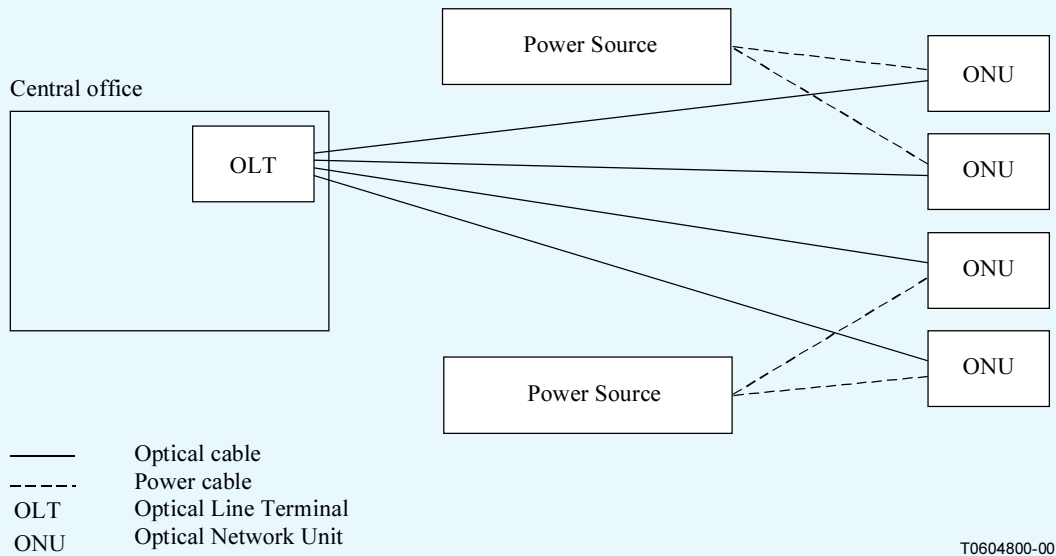 Power Source
ONU
Central office
OLT
ONU
ONU
ONU
Power Source
Optical cable
Power cable
OLT Optical Line Terminal
ONU Optical Network Unit
T0604800-00